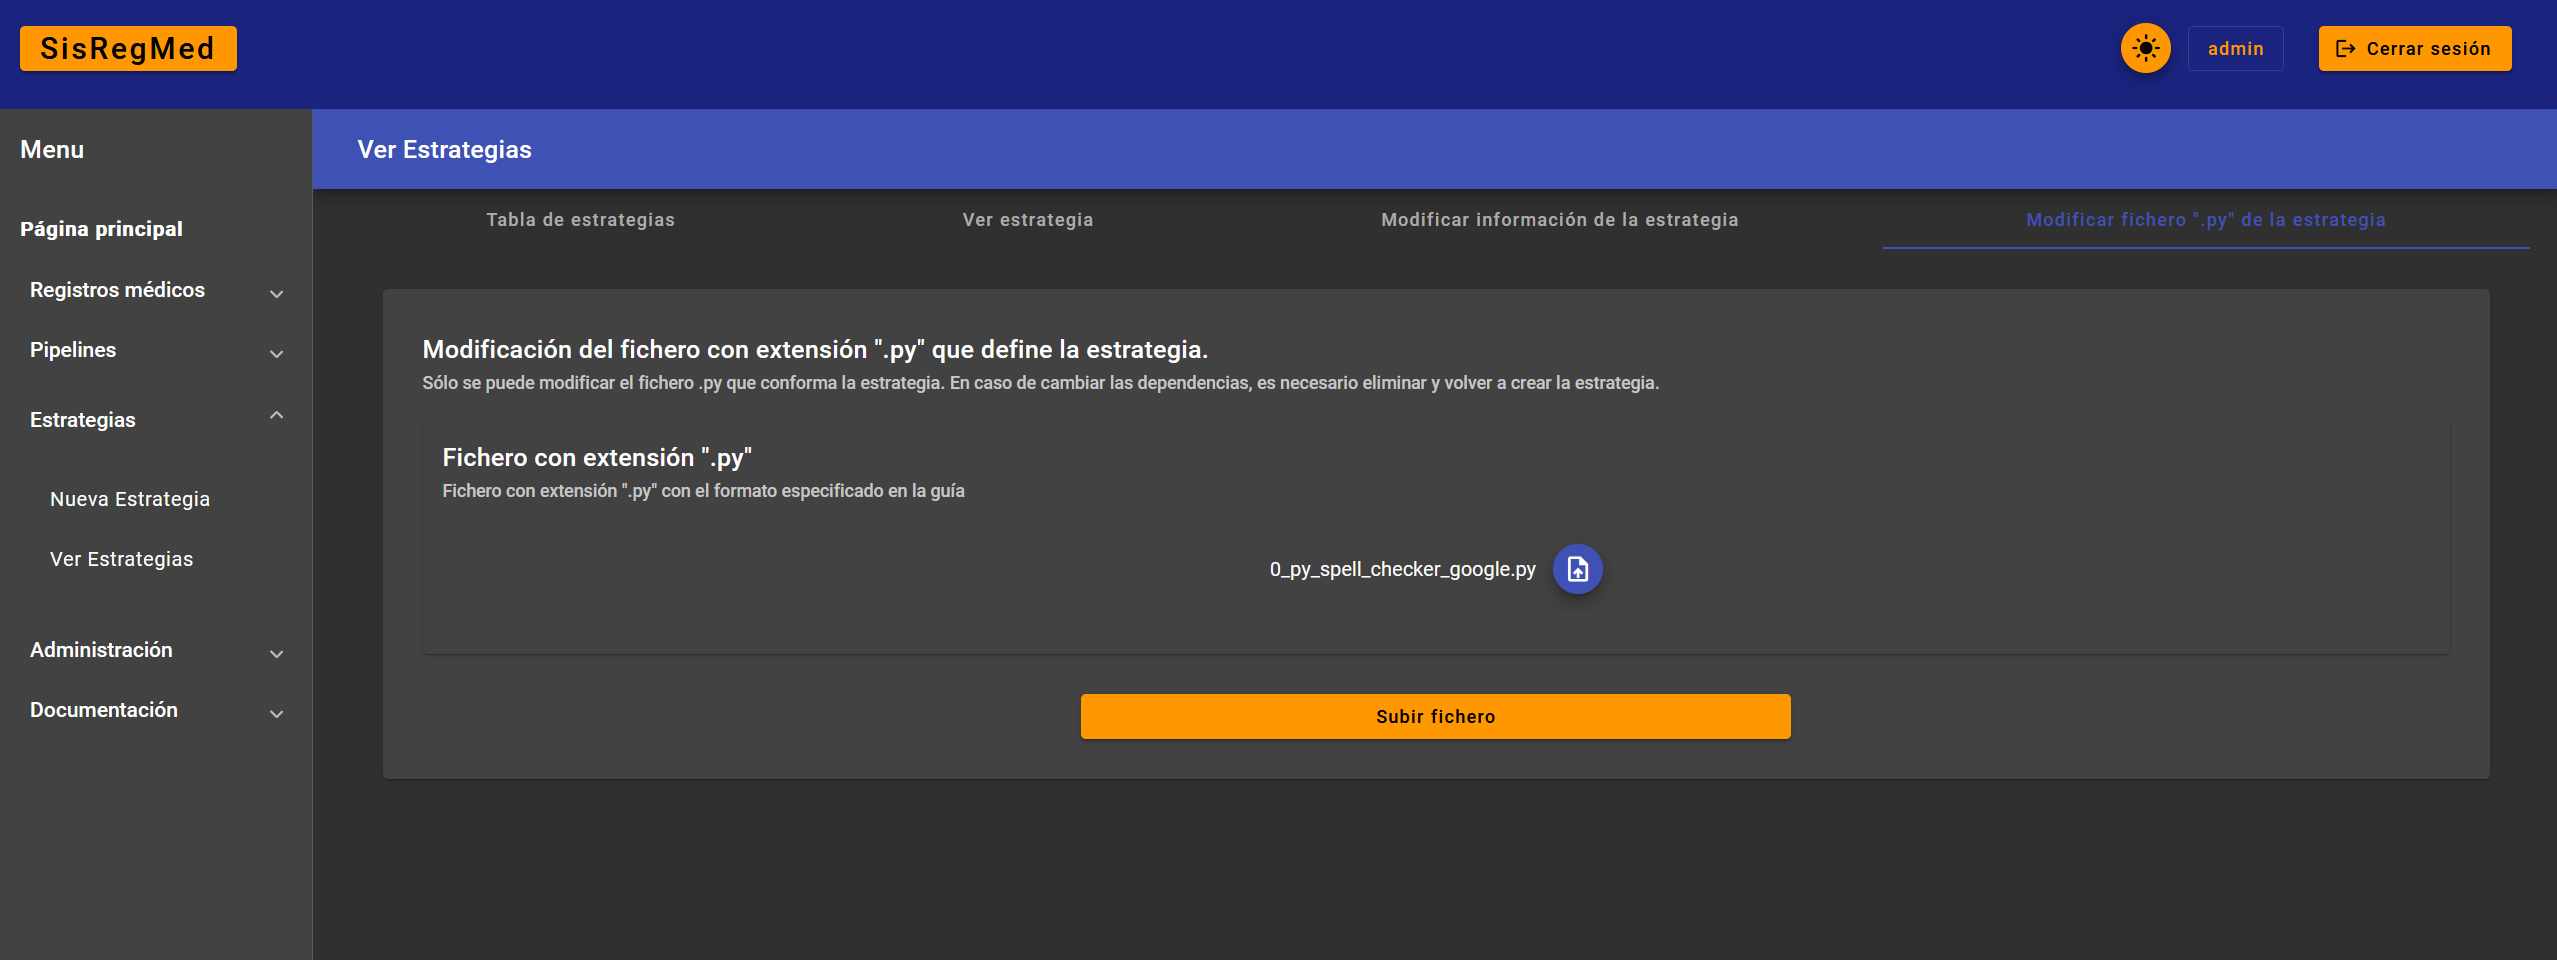 SisRegMed
admin
Cerrar sesión
Menu
Ver Estrategias
Página principal
Registros médicos
Pipelines
Estrategias
Nueva Estrategia
Ver Estrategias
Administración
Documentación
Tabla de estrategias
Ver estrategia
Modificar información de la estrategia
Modificar fichero ".py" de la estrategia
Modificación del fichero con extensión ".py" que define la estrategia.
Sólo se puede modificar el fichero .py que conforma la estrategia. En caso de cambiar las dependencias, es necesario eliminar y volver a crear la estrategia.
Fichero con extensión ".py"
Fichero con extensión ".py" con el formato especificado en la guía
0_py_spell_checker_google.py
Subir fichero